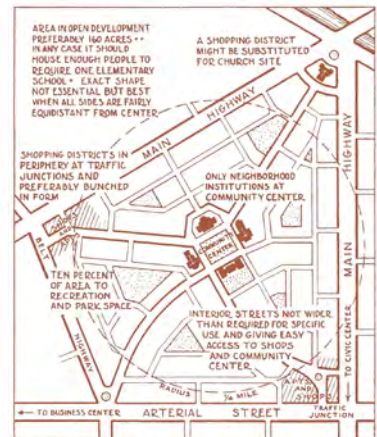 AREA IN OPEN DEVELOPMENT
PREFERABLY 160 ACRES • •
IN ANY CASE IT SHOULD
HOUSE ENOUGH PEOPLE TO
REQUIRE ONE ELEMENTARY
SCHOOL • EXACT SHAPE
NOT ESSENTIAL BUT BEST
WHEN ALL SIDES ARE FAIRLY
EQUIDISTANT FROM CENTER
A SHOPPING DISTRICT
MIGHT BE SUBSTITUTED
FOR CHURCH SITE
MAIN HIGHWAY
HIGHWAY
MAIN
SHOPPING DISTRICTS IN
PERIPHERY AT TRAFFIC
JUNCTIONS AND
PREFERABLY BUNCHED
IN FORM
ONLY NEIGHBORHOOD
INSTITUTIONS AT
COMMUNITY CENTER
SHOPS AND
APTS
COMMUNITY
CENTER
BELT
HIGHWAY
TEN PERCENT
OF AREA TO
RECREATION
AND PARK SPACE
INTERIOR STREETS NOT WIDER
THAN REQUIRED FOR SPECIFIC
USE AND GIVING EASY
ACCESS TO SHOPS
AND COMMUNITY
CENTER
RADIUS 1/4 MILE
APTS AND
SHOPS
TO CIVIC CENTER
TRAFFIC
JUNCTION
← TO BUSINESS CENTER
ARTERIAL STREET